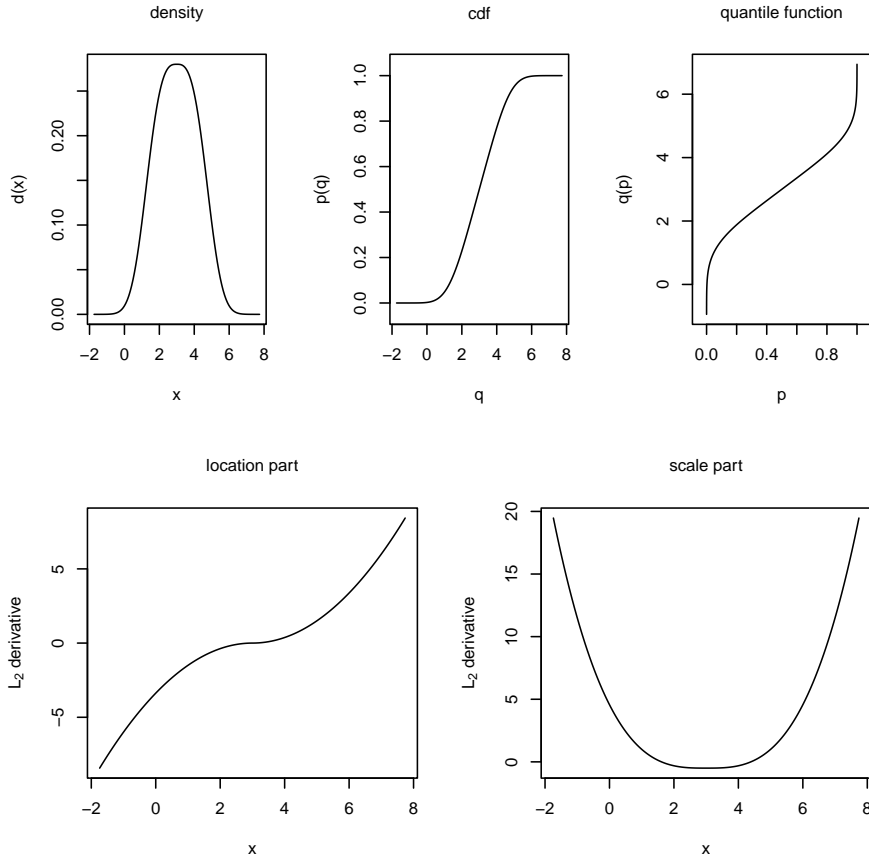 density
d(x)
0.00 0.10 0.20
−2 0 2 4 6 8
x
cdf
p(q)
0.0 0.2 0.4 0.6 0.8 1.0
−2 0 2 4 6 8
q
quantile function
q(p)
0 2 4 6
0.0 0.4 0.8
p
location part
L2 derivative
−5 0 5
−2 0 2 4 6 8
x
scale part
L2 derivative
0 5 10 15 20
−2 0 2 4 6 8
x